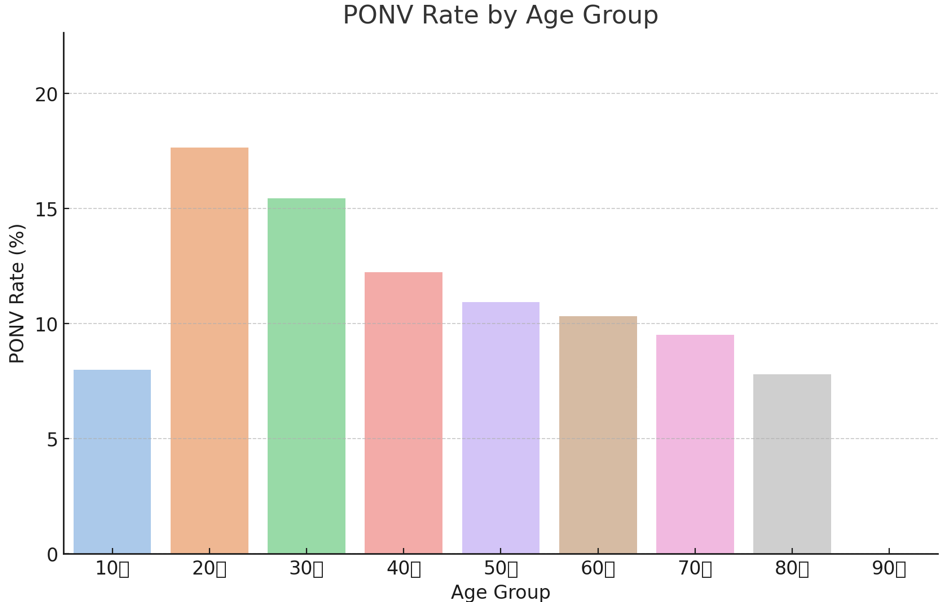 PONV Rate by Age Group
20
15
10
5
0
PONV Rate (%)
10▯ 20▯ 30▯ 40▯ 50▯ 60▯ 70▯ 80▯ 90▯
Age Group